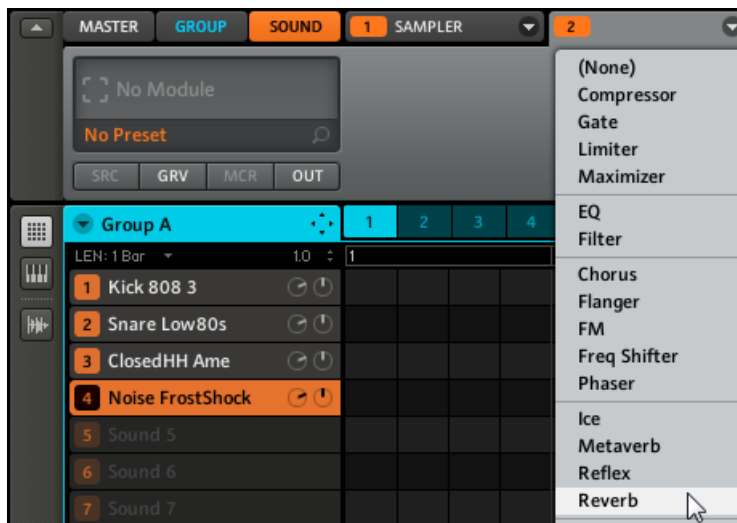 MASTER GROUP SOUND 1 SAMPLER 2
No Module
No Preset
SRC GRV MCR OUT
Group A 1 2 3 4
LEN: 1 Bar 1.0 1
1 Kick 808 3
2 Snare Low80s
3 ClosedHH Ame
4 Noise FrostShock
5 Sound 5
6 Sound 6
7 Sound 7
(None)
Compressor
Gate
Limiter
Maximizer
EQ
Filter
Chorus
Flanger
FM
Freq Shifter
Phaser
Ice
Metaverb
Reflex
Reverb